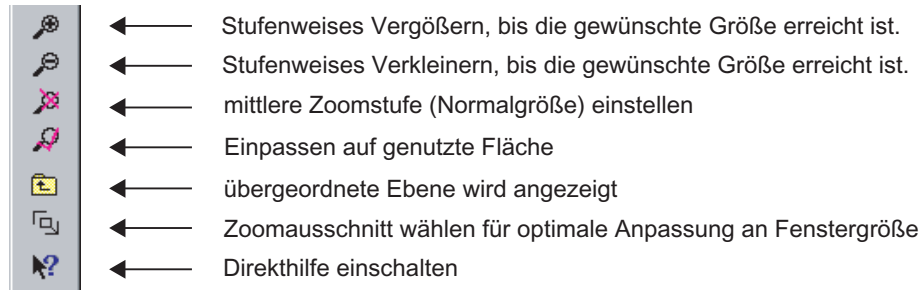 Stufenweises Vergößern, bis die gewünschte Größe erreicht ist.
Stufenweises Verkleinern, bis die gewünschte Größe erreicht ist.
mittlere Zoomstufe (Normalgröße) einstellen
Einpassen auf genutzte Fläche
übergeordnete Ebene wird angezeigt
Zoomausschnitt wählen für optimale Anpassung an Fenstergröße
Direkthilfe einschalten